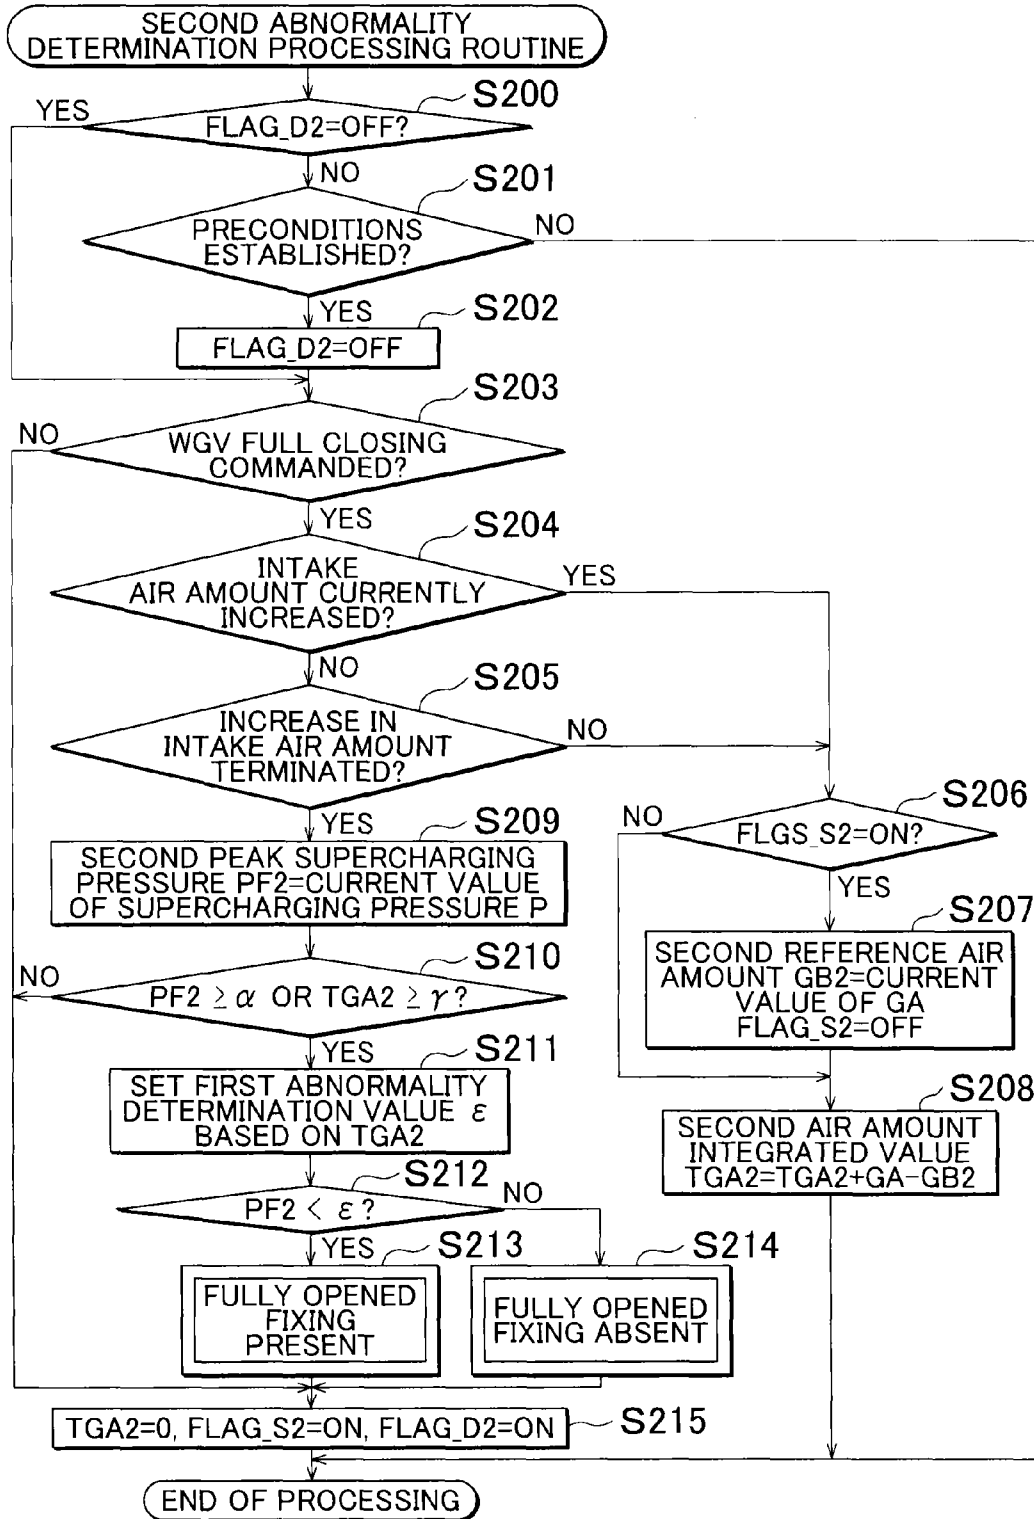 SECOND ABNORMALITY
DETERMINATION PROCESSING ROUTINE
S200
YES
FLAG_D2=OFF?
NO
S201
PRECONDITIONS
ESTABLISHED?
NO
YES
S202
FLAG_D2=OFF
S203
NO
WGV FULL CLOSING
COMMANDED?
YES
S204
INTAKE
AIR AMOUNT CURRENTLY
INCREASED?
YES
NO
S205
INCREASE IN
INTAKE AIR AMOUNT
TERMINATED?
NO
YES
S206
NO
FLGS_S2=ON?
YES
S207
SECOND REFERENCE AIR
AMOUNT GB2=CURRENT
VALUE OF GA
FLAG_S2=OFF
S208
SECOND AIR AMOUNT
INTEGRATED VALUE
TGA2=TGA2+GA−GB2
S209
SECOND PEAK SUPERCHARGING
PRESSURE PF2=CURRENT VALUE
OF SUPERCHARGING PRESSURE P
S210
NO
PF2 ≥ α OR TGA2 ≥ γ?
YES
S211
SET FIRST ABNORMALITY
DETERMINATION VALUE ε
BASED ON TGA2
S212
PF2 < ε?
NO
YES
S213
FULLY OPENED
FIXING
PRESENT
S214
FULLY OPENED
FIXING ABSENT
TGA2=0, FLAG_S2=ON, FLAG_D2=ON
S215
END OF PROCESSING